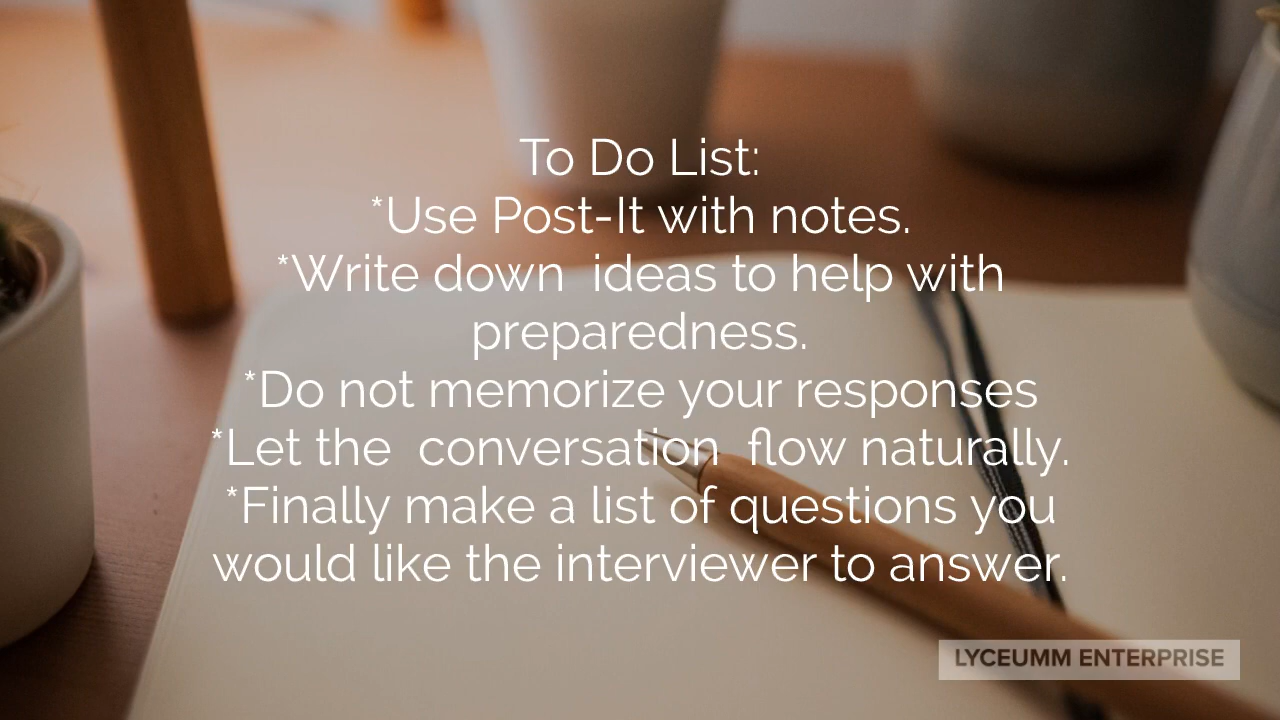 To Do List:
*Use Post-It with notes.
*Write down  ideas to help with
preparedness.
*Do not memorize your responses
*Let the  conversation  flow naturally.
*Finally make a list of questions you
would like the interviewer to answer.
LYCEUMM ENTERPRISE